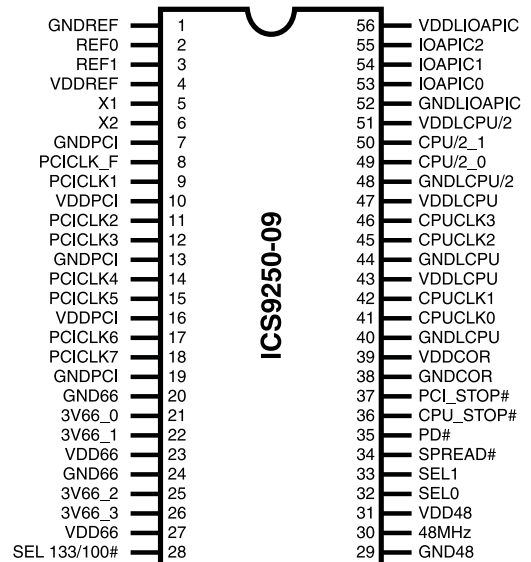 GNDREF 1 56 VDDLIOAPIC
REF0 2 55 IOAPIC2
REF1 3 54 IOAPIC1
VDDREF 4 53 IOAPIC0
X1 5 52 GNDLIOAPIC
X2 6 51 VDDLCPU/2
GNDPCI 7 50 CPU/2_1
PCICLK_F 8 49 CPU/2_0
PCICLK1 9 48 GNDLCPU/2
VDDPCI 10 47 VDDLCPU
PCICLK2 11 46 CPUCLK3
PCICLK3 12 45 CPUCLK2
GNDPCI 13 44 GNDLCPU
PCICLK4 14 43 VDDLCPU
PCICLK5 15 42 CPUCLK1
VDDPCI 16 41 CPUCLK0
PCICLK6 17 40 GNDLCPU
PCICLK7 18 39 VDDCOR
GNDPCI 19 38 GNDCOR
GND66 20 37 PCI_STOP#
3V66_0 21 36 CPU_STOP#
3V66_1 22 35 PD#
VDD66 23 34 SPREAD#
GND66 24 33 SEL1
3V66_2 25 32 SEL0
3V66_3 26 31 VDD48
VDD66 27 30 48MHz
SEL 133/100# 28 29 GND48
ICS9250-09